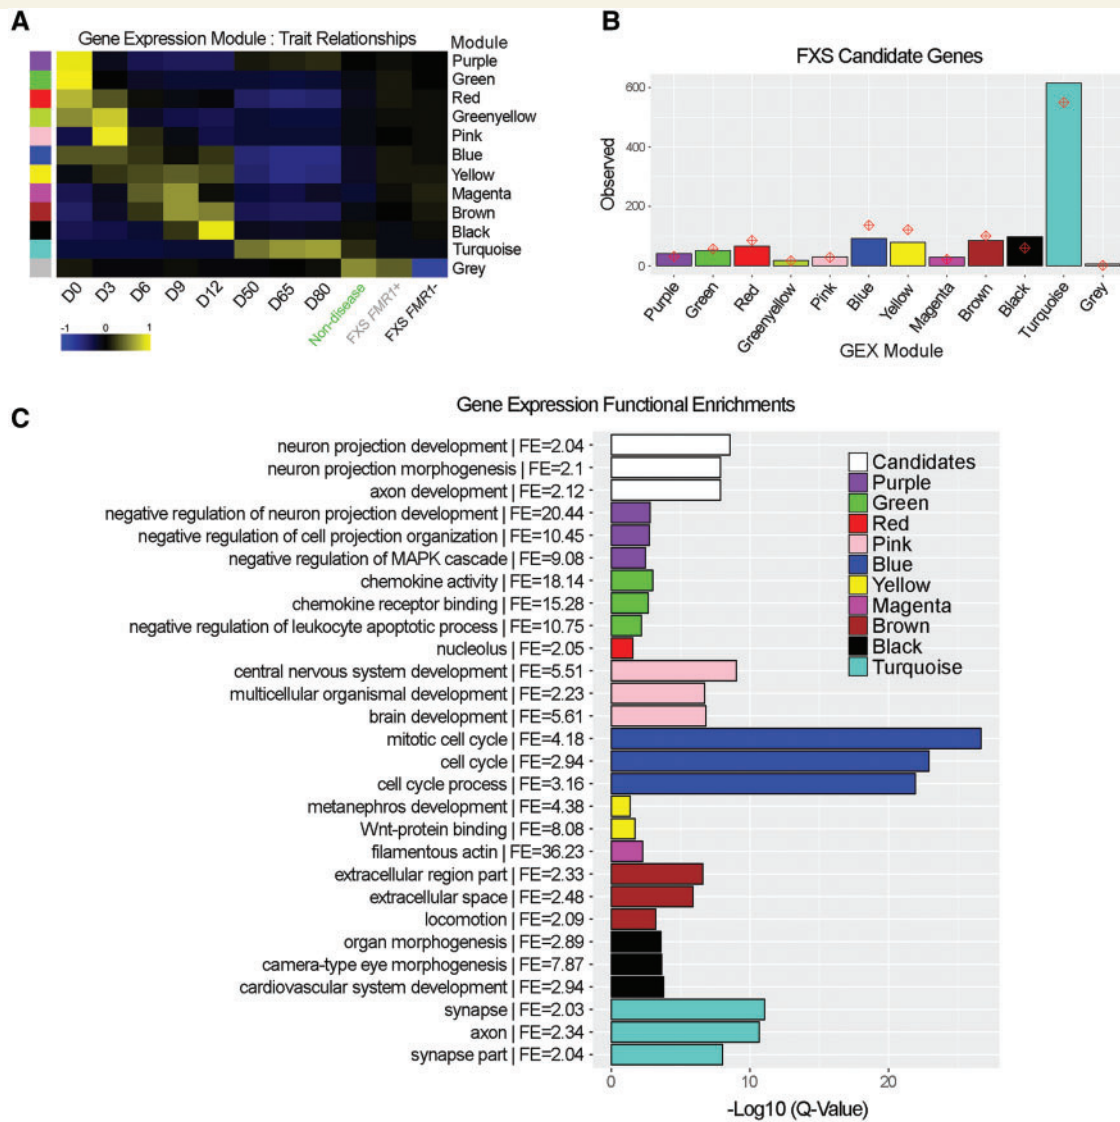 A
Gene Expression Module : Trait Relationships
Module
Purple
Green
Red
Greenyellow
Pink
Blue
Yellow
Magenta
Brown
Black
Turquoise
Grey
D0
D3
D6
D9
D12
D50
D65
D80
Non-disease
FXS FMR1+
FXS FMR1-
-1 0 1
B
FXS Candidate Genes
Observed
600
400
200
0
Purple
Green
Red
Greenyellow
Pink
Blue
Yellow
Magenta
Brown
Black
Turquoise
Grey
GEX Module
C
Gene Expression Functional Enrichments
neuron projection development | FE=2.04
neuron projection morphogenesis | FE=2.1
axon development | FE=2.12
negative regulation of neuron projection development | FE=20.44
negative regulation of cell projection organization | FE=10.45
negative regulation of MAPK cascade | FE=9.08
chemokine activity | FE=18.14
chemokine receptor binding | FE=15.28
negative regulation of leukocyte apoptotic process | FE=10.75
nucleolus | FE=2.05
central nervous system development | FE=5.51
multicellular organismal development | FE=2.23
brain development | FE=5.61
mitotic cell cycle | FE=4.18
cell cycle | FE=2.94
cell cycle process | FE=3.16
metanephros development | FE=4.38
Wnt-protein binding | FE=8.08
filamentous actin | FE=36.23
extracellular region part | FE=2.33
extracellular space | FE=2.48
locomotion | FE=2.09
organ morphogenesis | FE=2.89
camera-type eye morphogenesis | FE=7.87
cardiovascular system development | FE=2.94
synapse | FE=2.03
axon | FE=2.34
synapse part | FE=2.04
Candidates
Purple
Green
Red
Pink
Blue
Yellow
Magenta
Brown
Black
Turquoise
0 10 20
-Log10 (Q-Value)